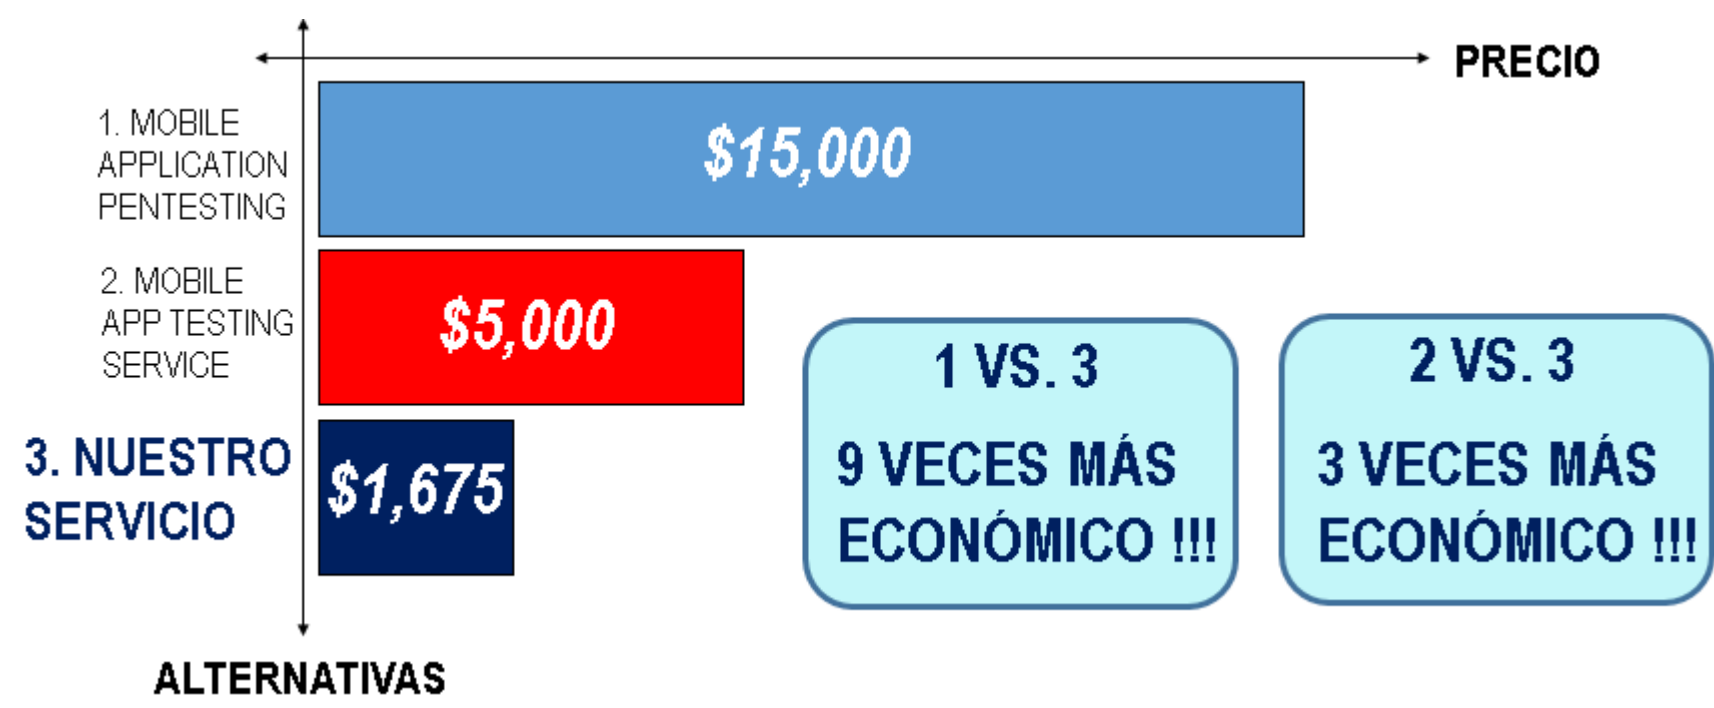 PRECIO
1. MOBILE
APPLICATION
PENTESTING
$15,000
2. MOBILE
APP TESTING
SERVICE
$5,000
3. NUESTRO
SERVICIO
$1,675
1 VS. 3
9 VECES MÁS
ECONÓMICO !!!
2 VS. 3
3 VECES MÁS
ECONÓMICO !!!
ALTERNATIVAS